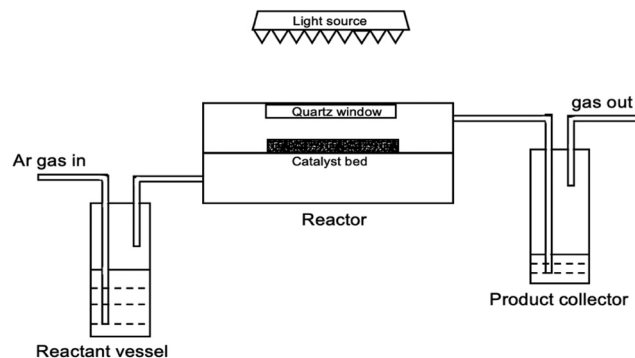 Light source
Quartz window
gas out
Ar gas in
Catalyst bed
Reactor
Product collector
Reactant vessel